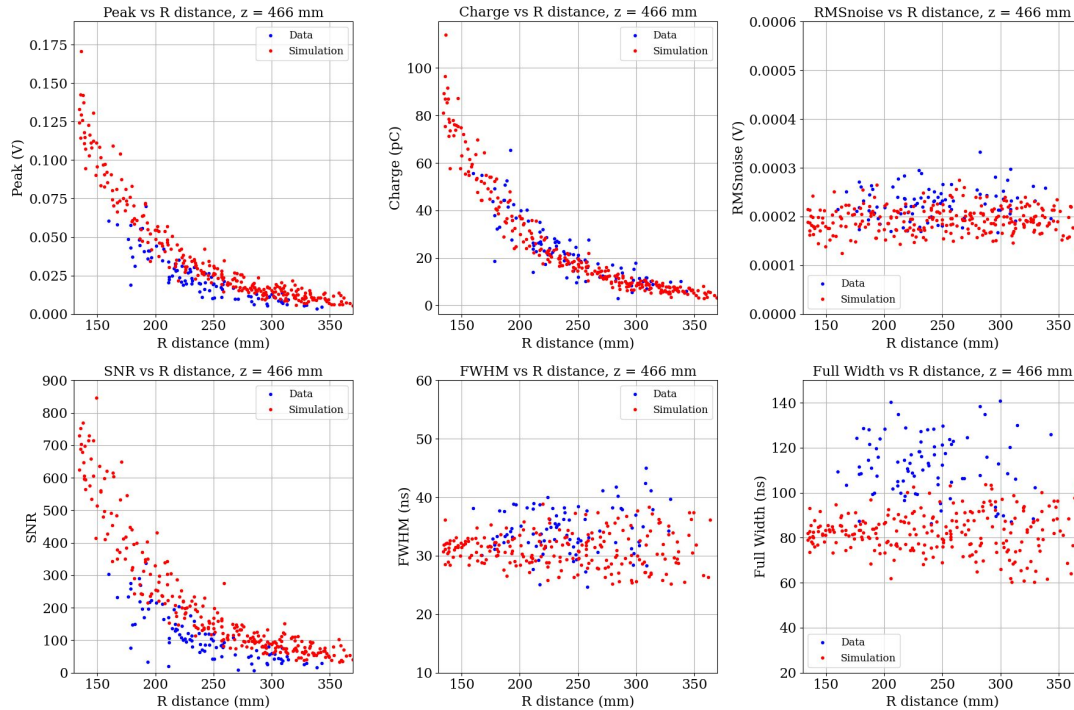 Peak vs R distance, z = 466 mm
Peak (V)
0.175
0.150
0.125
0.100
0.075
0.050
0.025
0.000
Data
Simulation
150 200 250 300 350
R distance (mm)
Charge vs R distance, z = 466 mm
Charge (pC)
100
80
60
40
20
0
Data
Simulation
150 200 250 300 350
R distance (mm)
RMSnoise vs R distance, z = 466 mm
RMSnoise (V)
0.0006
0.0005
0.0004
0.0003
0.0002
0.0001
0.0000
Data
Simulation
150 200 250 300 350
R distance (mm)
SNR vs R distance, z = 466 mm
SNR
900
800
700
600
500
400
300
200
100
0
Data
Simulation
150 200 250 300 350
R distance (mm)
FWHM vs R distance, z = 466 mm
FWHM (ns)
60
50
40
30
20
10
Data
Simulation
150 200 250 300 350
R distance (mm)
Full Width vs R distance, z = 466 mm
Full Width (ns)
140
120
100
80
60
40
20
Data
Simulation
150 200 250 300 350
R distance (mm)